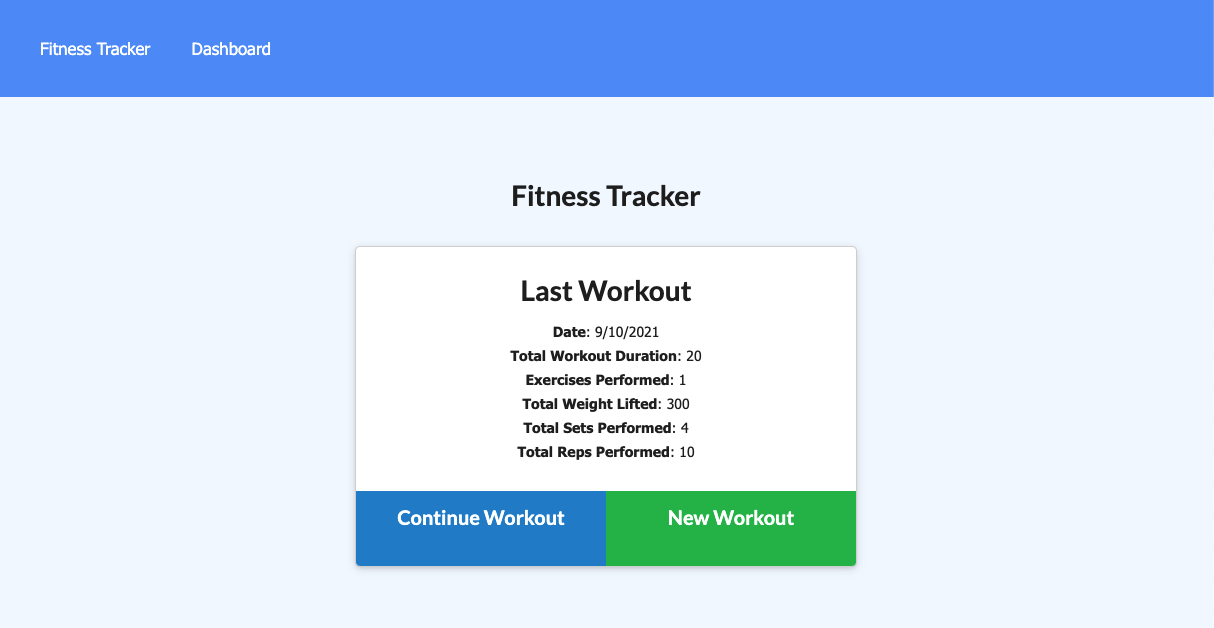 Fitness Tracker Dashboard
Fitness Tracker
Last Workout
Date: 9/10/2021
Total Workout Duration: 20
Exercises Performed: 1
Total Weight Lifted: 300
Total Sets Performed: 4
Total Reps Performed: 10
Continue Workout New Workout